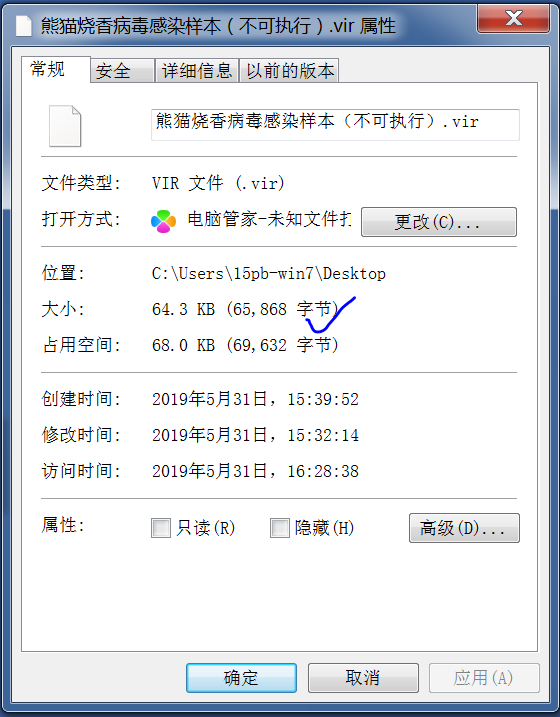 熊猫烧香病毒感染样本（不可执行）.vir 属性
常规 安全 详细信息 以前的版本
熊猫烧香病毒感染样本（不可执行）.vir
文件类型: VIR 文件 (.vir)
打开方式: 电脑管家-未知文件打 更改(C)...
位置: C:\Users\15pb-win7\Desktop
大小: 64.3 KB (65,868 字节)
占用空间: 68.0 KB (69,632 字节)
创建时间: 2019年5月31日，15:39:52
修改时间: 2019年5月31日，15:32:14
访问时间: 2019年5月31日，16:28:38
属性: 只读(R) 隐藏(H) 高级(D)...
确定 取消 应用(A)